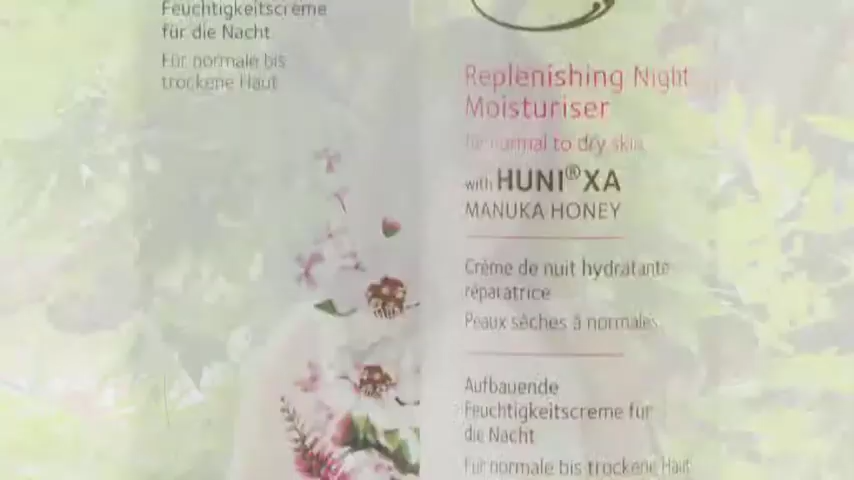 Feuchtigkeitscreme
für die Nacht
Für normale bis
trockene Haut
Replenishing Night
Moisturiser
for normal to dry skin
with HUNI®XA
MANUKA HONEY
Crème de nuit hydratante
réparatrice
Peaux sèches à normales
Aufbauende
Feuchtigkeitscreme für
die Nacht
Für normale bis trockene Haut